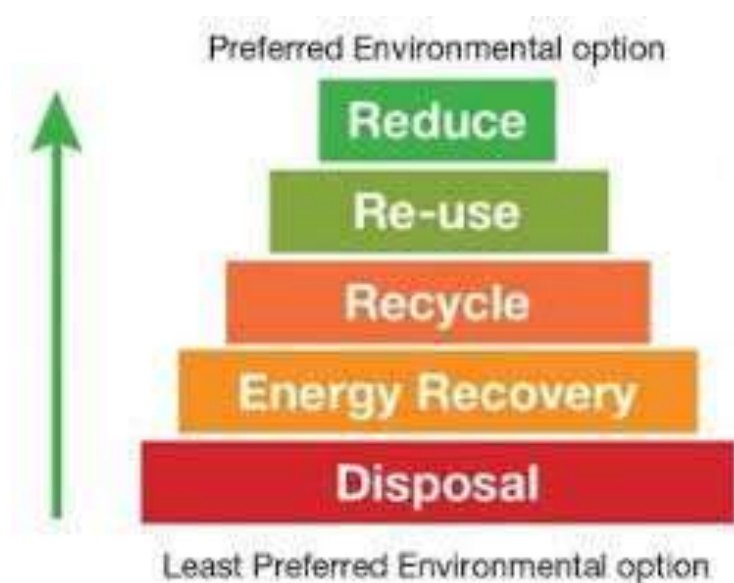 Preferred Environmental option
Reduce
Re-use
Recycle
Energy Recovery
Disposal
Least Preferred Environmental option